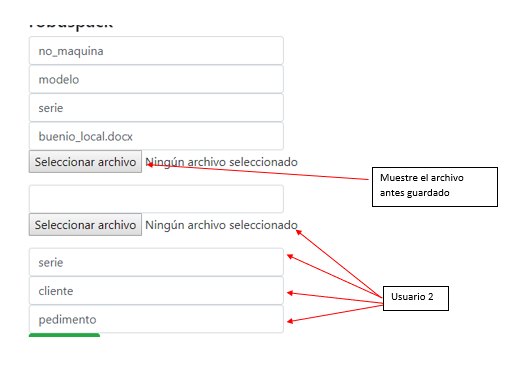 robuspack
no_maquina
modelo
serie
buenio_local.docx
Seleccionar archivo Ningún archivo seleccionado
Muestre el archivo
antes guardado
Seleccionar archivo Ningún archivo seleccionado
serie
cliente
Usuario 2
pedimento